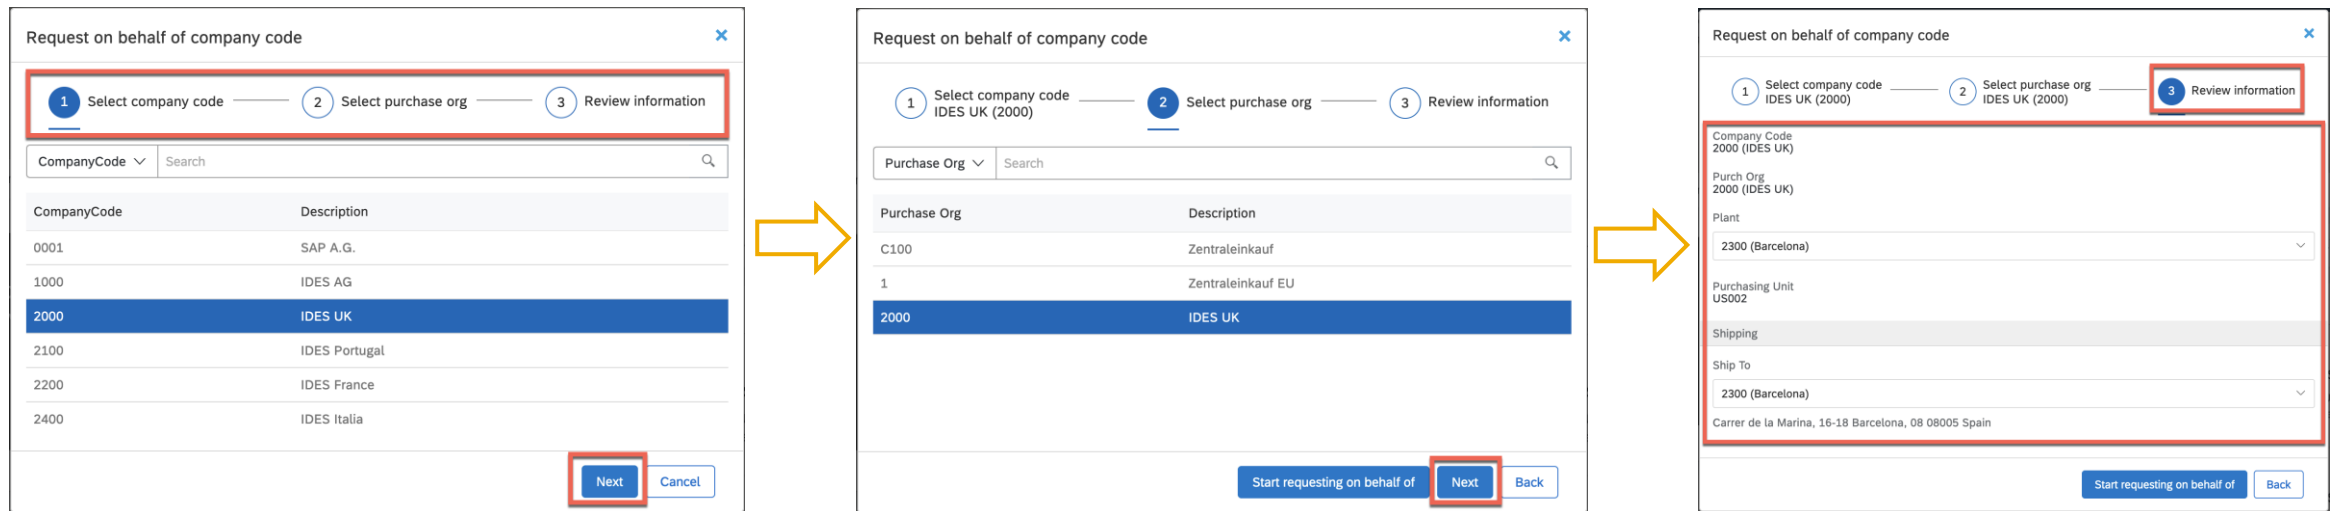 Request on behalf of company code
1 Select company code 2 Select purchase org 3 Review information
CompanyCode Search
CompanyCode Description
0001 SAP A.G.
1000 IDES AG
2000 IDES UK
2100 IDES Portugal
2200 IDES France
2400 IDES Italia
Next Cancel
Request on behalf of company code
1 Select company code
IDES UK (2000)
2 Select purchase org 3 Review information
Purchase Org Search
Purchase Org Description
C100 Zentraleinkauf
1 Zentraleinkauf EU
2000 IDES UK
Start requesting on behalf of Next Back
Request on behalf of company code
1 Select company code
IDES UK (2000)
2 Select purchase org
IDES UK (2000)
3 Review information
Company Code
2000 (IDES UK)
Purch Org
2000 (IDES UK)
Plant
2300 (Barcelona)
Purchasing Unit
US002
Shipping
Ship To
2300 (Barcelona)
Carrer de la Marina, 16-18 Barcelona, 08 08005 Spain
Start requesting on behalf of Back